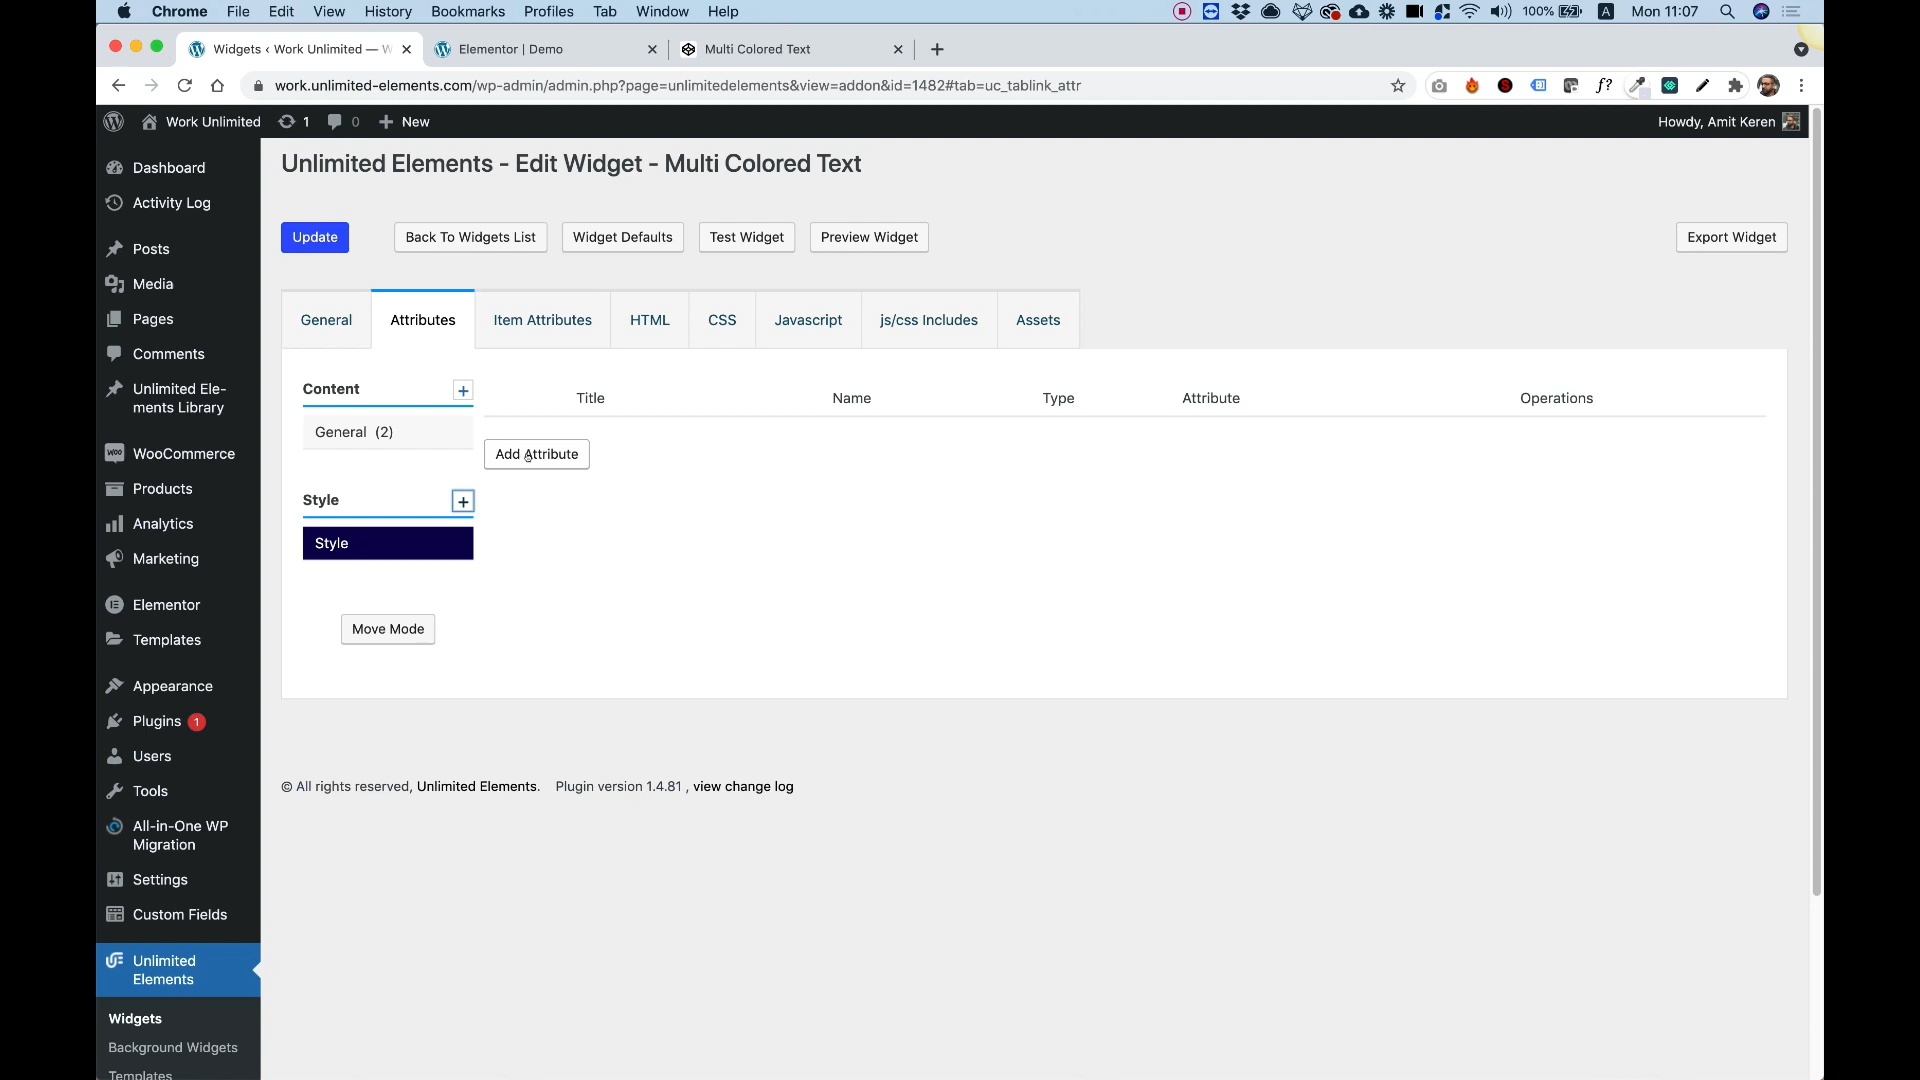 Chrome File Edit View History Bookmarks Profiles Tab Window Help
100% A Mon 11:07
Widgets ‹ Work Unlimited — W
Elementor | Demo
Multi Colored Text
work.unlimited-elements.com/wp-admin/admin.php?page=unlimitedelements&view=addon&id=1482#tab=uc_tablink_attr
f?
Work Unlimited 1 0 New
Howdy, Amit Keren
Dashboard
Activity Log
Posts
Media
Pages
Comments
Unlimited Ele-
ments Library
WooCommerce
Products
Analytics
Marketing
Elementor
Templates
Appearance
Plugins 1
Users
Tools
All-in-One WP
Migration
Settings
Custom Fields
Unlimited
Elements
Widgets
Background Widgets
Templates
Unlimited Elements - Edit Widget - Multi Colored Text
Update
Back To Widgets List
Widget Defaults
Test Widget
Preview Widget
Export Widget
General
Attributes
Item Attributes
HTML
CSS
Javascript
js/css Includes
Assets
Content +
General (2)
Style +
Style
Move Mode
Title Name Type Attribute Operations
Add Attribute
© All rights reserved, Unlimited Elements. Plugin version 1.4.81 , view change log